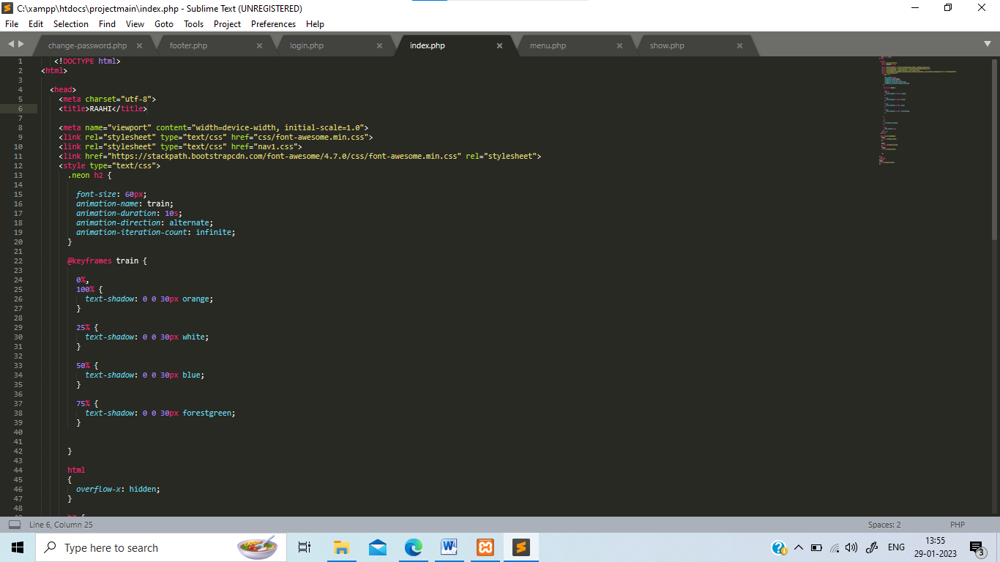 C:\xampp\htdocs\projectmain\index.php - Sublime Text (UNREGISTERED)
File Edit Selection Find View Goto Tools Project Preferences Help
change-password.php footer.php login.php index.php menu.php show.php
1 <!DOCTYPE html>
2 <html>
3
4 <head>
5 <meta charset="utf-8">
6 <title>RAAHI</title>
7
8 <meta name="viewport" content="width=device-width, initial-scale=1.0">
9 <link rel="stylesheet" type="text/css" href="css/font-awesome.min.css">
10 <link rel="stylesheet" type="text/css" href="nav1.css">
11 <link href="https://stackpath.bootstrapcdn.com/font-awesome/4.7.0/css/font-awesome.min.css" rel="stylesheet">
12 <style type="text/css">
13 .neon h2 {
14
15 font-size: 60px;
16 animation-name: train;
17 animation-duration: 10s;
18 animation-direction: alternate;
19 animation-iteration-count: infinite;
20 }
21
22 @keyframes train {
23
24 0%,
25 100% {
26 text-shadow: 0 0 30px orange;
27 }
28
29 25% {
30 text-shadow: 0 0 30px white;
31 }
32
33 50% {
34 text-shadow: 0 0 30px blue;
35 }
36
37 75% {
38 text-shadow: 0 0 30px forestgreen;
39 }
40
41
42 }
43
44 html
45 {
46 overflow-x: hidden;
47 }
48
Line 6, Column 25 Spaces: 2 PHP
Type here to search ENG 13:55
29-01-2023 3